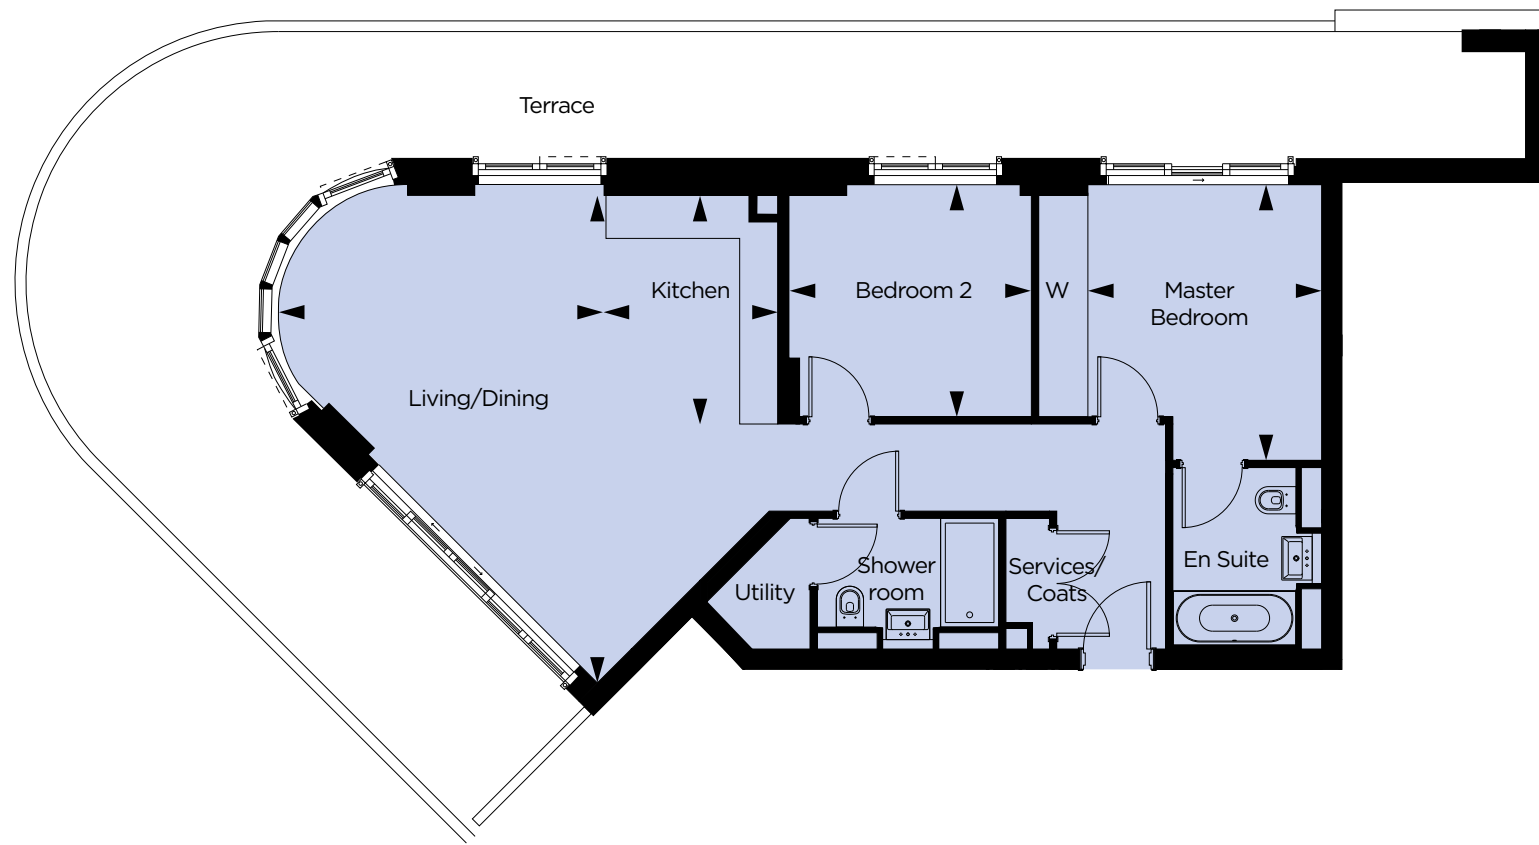 Terrace
Kitchen
Bedroom 2
W
Master
Bedroom
Living/Dining
Utility
Shower
room
Services/
Coats
En Suite